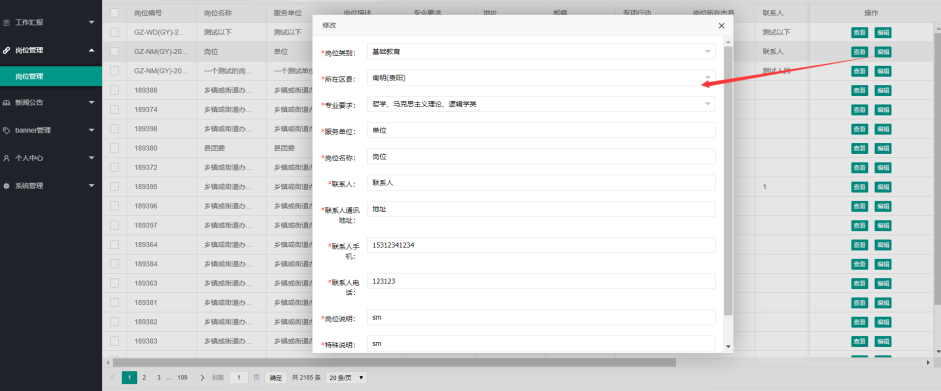 岗位编号 岗位名称 服务单位 岗位描述 专业要求 地址 邮编 专项行动 岗位所在市县 联系人 操作
工作汇报
岗位管理
岗位管理
新闻公告
banner管理
个人中心
系统管理
GZ-WD(GY)-2... 测试以下 测试以下 测试以下 查看 编辑
GZ-NM(GY)-20... 岗位 单位 联系人 查看 编辑
GZ-NM(GY)-20... 一个测试的岗... 一个测试单位 查看 编辑
189388 乡镇或街道办... 乡镇或街道办 查看 编辑
189374 乡镇或街道办... 乡镇或街道办 查看 编辑
189398 乡镇或街道办... 乡镇或街道办 查看 编辑
189380 县团委 县团委 查看 编辑
189372 乡镇或街道办... 乡镇或街道办 查看 编辑
189395 乡镇或街道办... 乡镇或街道办 1 查看 编辑
189396 乡镇或街道办... 乡镇或街道办 查看 编辑
189397 乡镇或街道办... 乡镇或街道办 查看 编辑
189364 乡镇或街道办... 乡镇或街道办 查看 编辑
189384 乡镇或街道办... 乡镇或街道办 查看 编辑
189363 乡镇或街道办... 乡镇或街道办 查看 编辑
189381 乡镇或街道办... 乡镇或街道办 查看 编辑
189382 乡镇或街道办... 乡镇或街道办 查看 编辑
189383 乡镇或街道办... 乡镇或街道办 查看 编辑
修改
*岗位类别： 基础教育
*所在区县： 南明(贵阳)
*专业要求： 哲学、马克思主义理论、逻辑学类
*服务单位： 单位
*岗位名称： 岗位
*联系人： 联系人
*联系人通讯地址： 地址
*联系人手机： 15312341234
*联系人电话： 123123
*岗位说明： sm
*特殊说明： sm
1 2 3 ... 109 到第 1 页 确定 共 2165 条 20 条/页